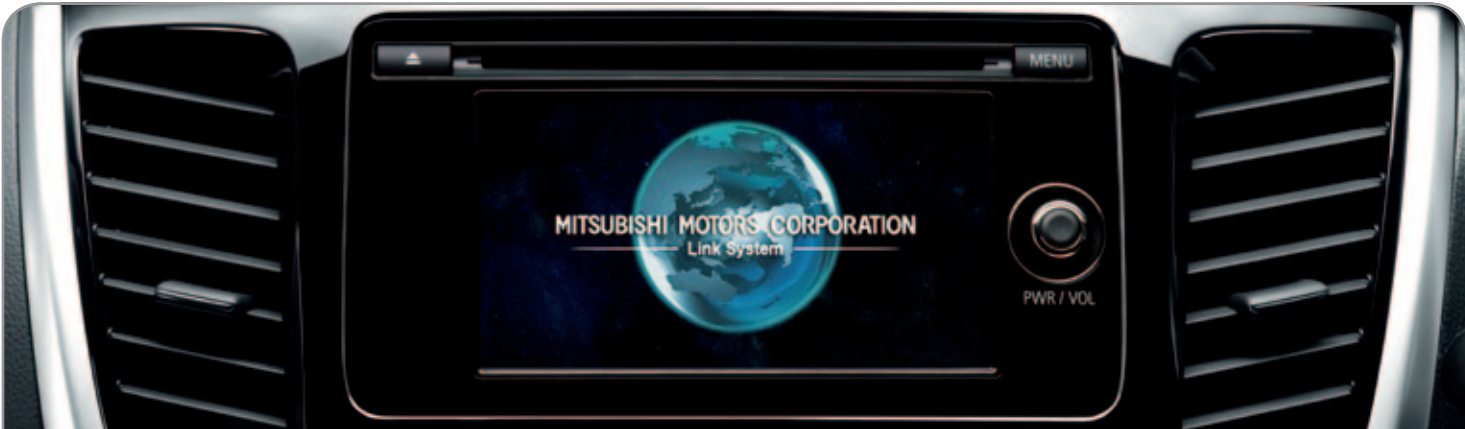 MENU
MITSUBISHI MOTORS CORPORATION
Link System
PWR / VOL